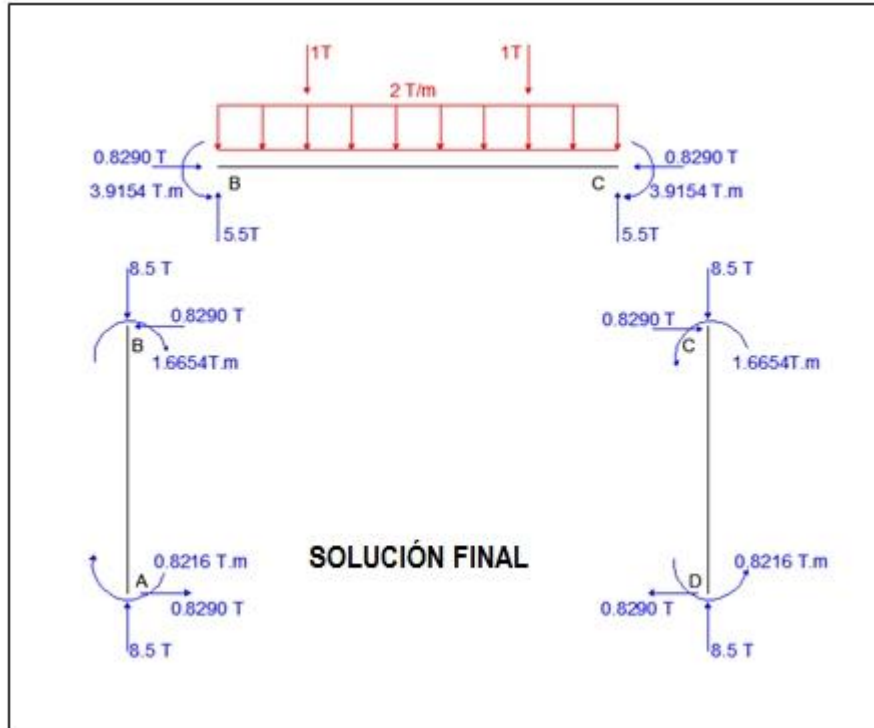 1T 1T
2 T/m
0.8290 T 0.8290 T
3.9154 T.m B C 3.9154 T.m
5.5T 5.5T
8.5 T 8.5 T
0.8290 T 0.8290 T
B C
1.6654T.m 1.6654T.m
SOLUCIÓN FINAL
0.8216 T.m 0.8216 T.m
A D
0.8290 T 0.8290 T
8.5 T 8.5 T